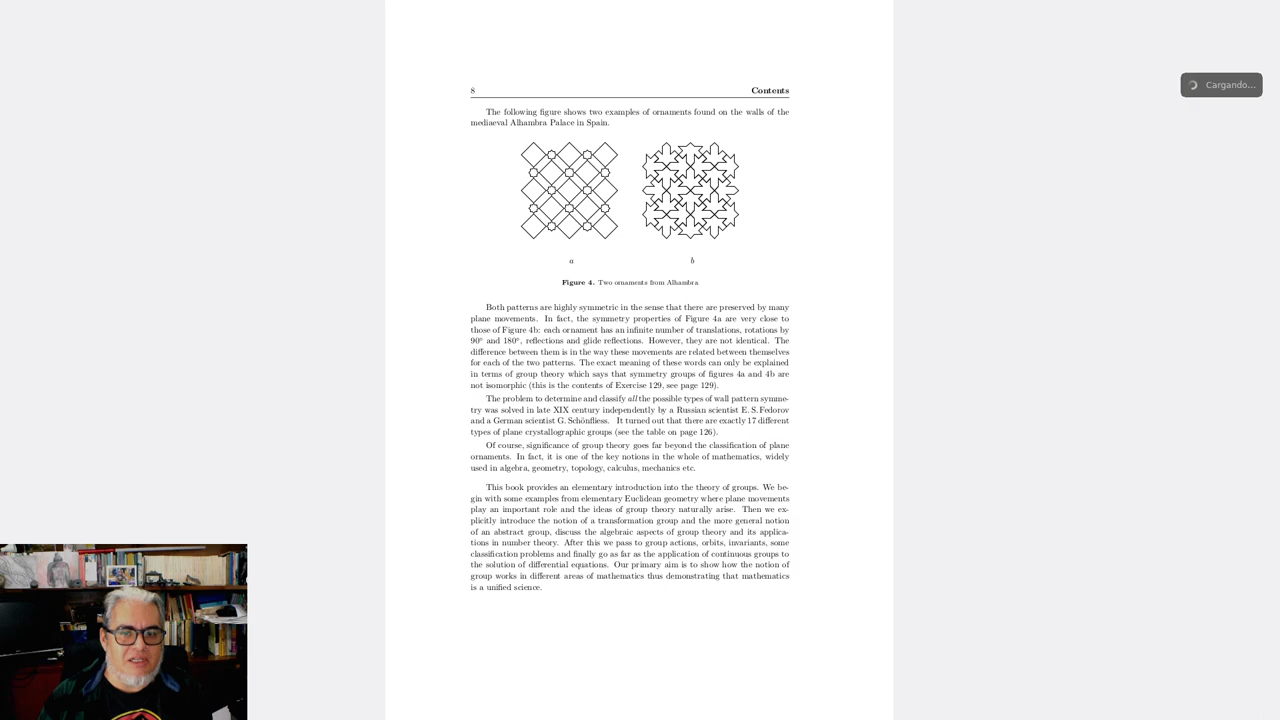 8 Contents
The following figure shows two examples of ornaments found on the walls of the
mediaeval Alhambra Palace in Spain.
a b
Figure 4. Two ornaments from Alhambra
Both patterns are highly symmetric in the sense that there are preserved by many
plane movements. In fact, the symmetry properties of Figure 4a are very close to
those of Figure 4b: each ornament has an infinite number of translations, rotations by
90° and 180°, reflections and glide reflections. However, they are not identical. The
difference between them is in the way these movements are related between themselves
for each of the two patterns. The exact meaning of these words can only be explained
in terms of group theory which says that symmetry groups of figures 4a and 4b are
not isomorphic (this is the contents of Exercise 129, see page 129).
The problem to determine and classify all the possible types of wall pattern symme-
try was solved in late XIX century independently by a Russian scientist E. S. Fedorov
and a German scientist G. Schönfliess. It turned out that there are exactly 17 different
types of plane crystallographic groups (see the table on page 126).
Of course, significance of group theory goes far beyond the classification of plane
ornaments. In fact, it is one of the key notions in the whole of mathematics, widely
used in algebra, geometry, topology, calculus, mechanics etc.
This book provides an elementary introduction into the theory of groups. We be-
gin with some examples from elementary Euclidean geometry where plane movements
play an important role and the ideas of group theory naturally arise. Then we ex-
plicitly introduce the notion of a transformation group and the more general notion
of an abstract group, discuss the algebraic aspects of group theory and its applica-
tions in number theory. After this we pass to group actions, orbits, invariants, some
classification problems and finally go as far as the application of continuous groups to
the solution of differential equations. Our primary aim is to show how the notion of
group works in different areas of mathematics thus demonstrating that mathematics
is a unified science.
Cargando...